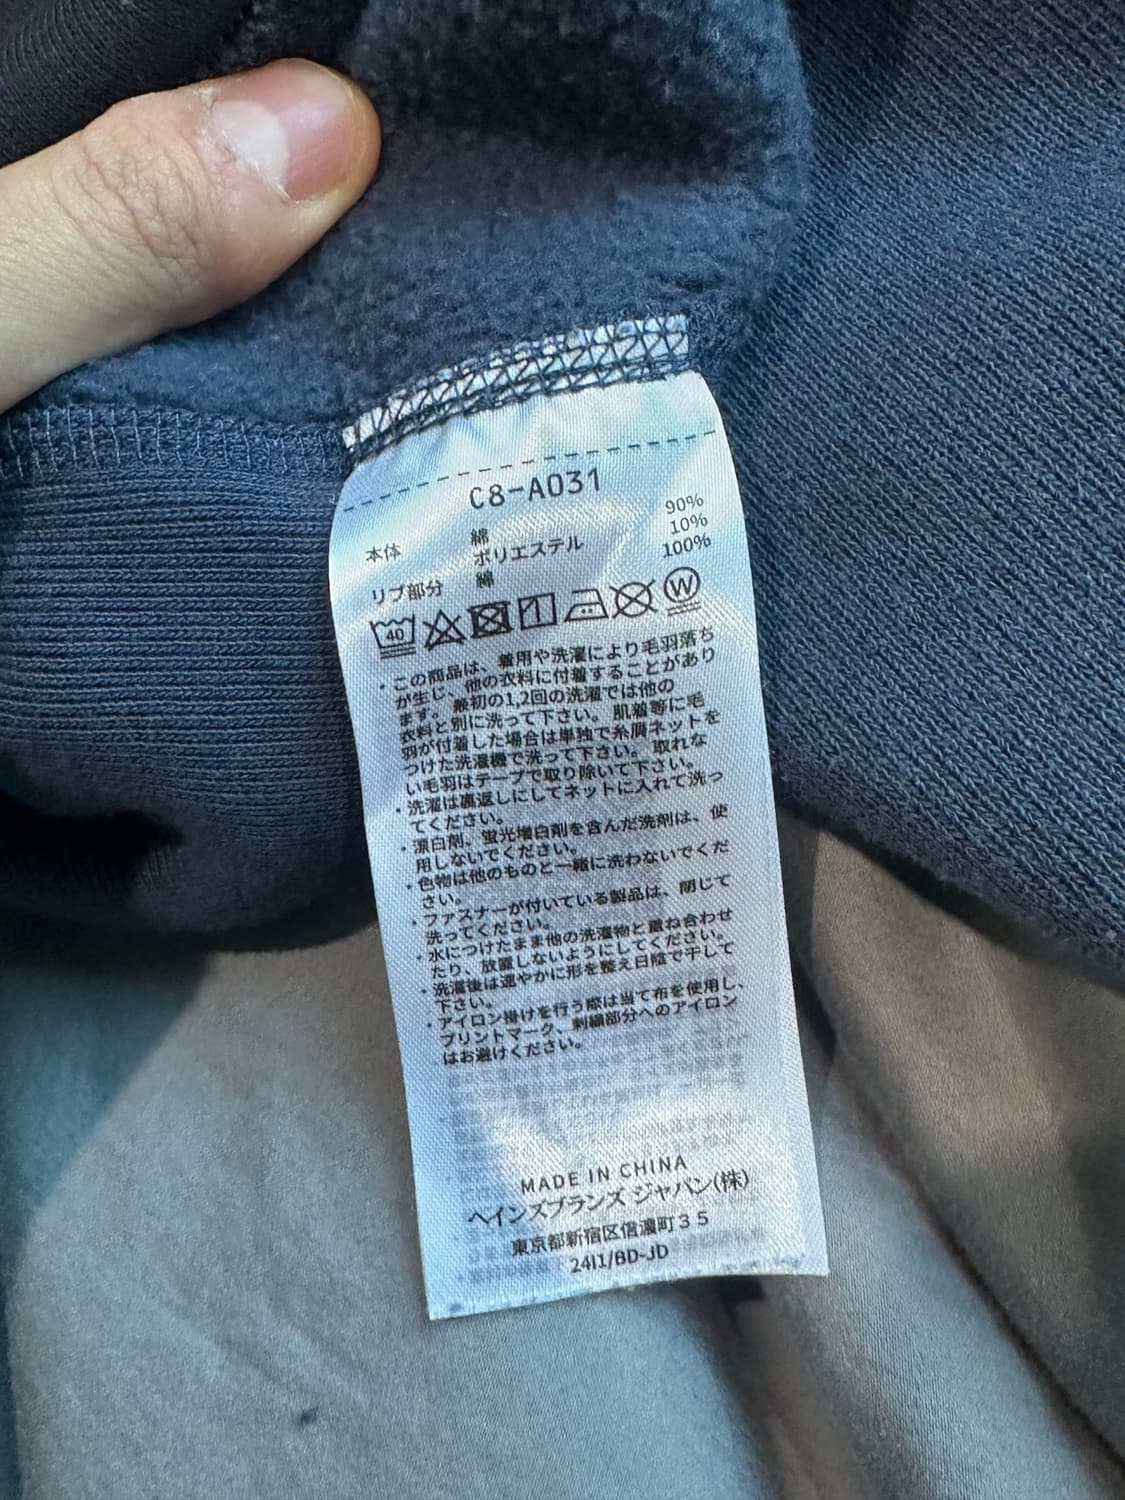 C8-A031
本体 綿 90%
ポリエステル 10%
リブ部分 綿 100%
40
W
・この商品は、着用や洗濯により毛羽落ち
が生じ、他の衣料に付着することがあり
ます。最初の1,2回の洗濯では他の
衣料と別に洗って下さい。肌着等に毛
羽が付着した場合は単独で糸屑ネットを
つけた洗濯機で洗って下さい。取れな
い毛羽はテープで取り除いて下さい。
・洗濯は裏返しにしてネットに入れて洗っ
てください。
・漂白剤、蛍光増白剤を含んだ洗剤は、使
用しないでください。
・色物は他のものと一緒に洗わないでくだ
さい。
・ファスナーが付いている製品は、閉じて
洗ってください。
・水につけたまま他の洗濯物と重ね合わせ
たり、放置しないようにしてください。
・洗濯後は速やかに形を整え日陰で干して
下さい。
・アイロン掛けを行う際は当て布を使用し、
プリントマーク、刺繍部分へのアイロン
はお避けください。
MADE IN CHINA
ヘインズブランズ ジャパン(株)
東京都新宿区信濃町35
24I1/BD-JD